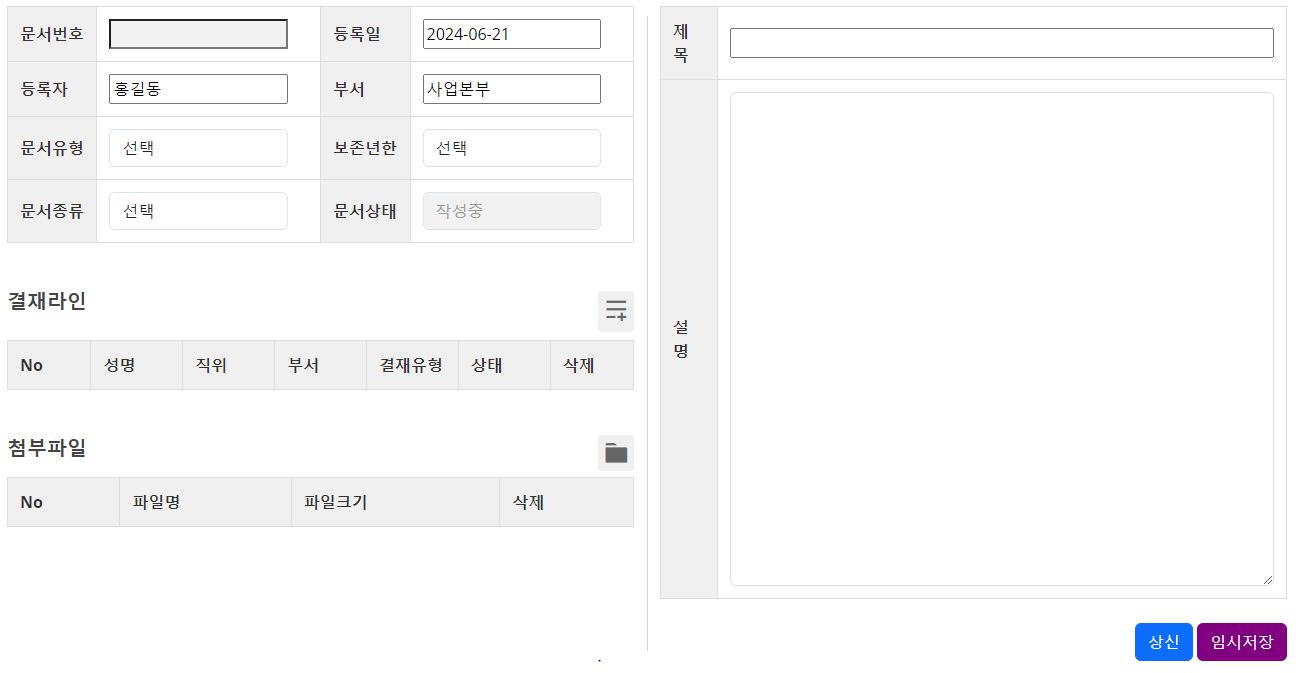 문서번호 등록일 2024-06-21
등록자 홍길동 부서 사업본부
문서유형 선택 보존년한 선택
문서종류 선택 문서상태 작성중
결재라인
No 성명 직위 부서 결재유형 상태 삭제
첨부파일
No 파일명 파일크기 삭제
제
목
설
명
상신 임시저장